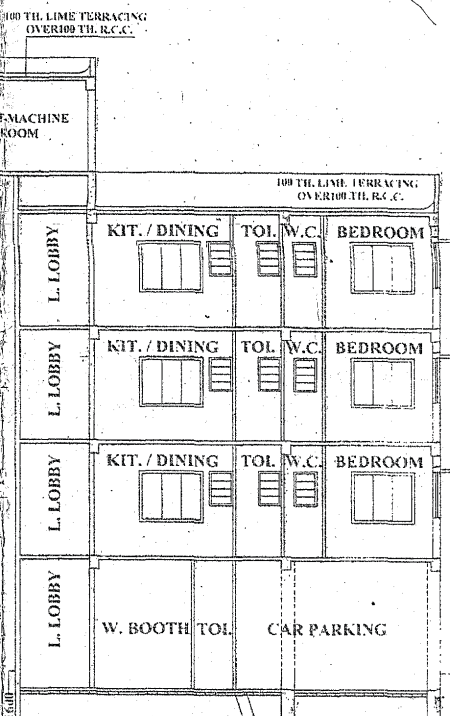 100 TH. LIME TERRACING
OVER100 TH. R.C.C.
T-MACHINE
ROOM
100 TH. LIME TERRACING
OVER100 TH. R.C.C.
L. LOBBY
KIT. / DINING TOI. W.C. BEDROOM
L. LOBBY
KIT. / DINING TOI. W.C. BEDROOM
L. LOBBY
KIT. / DINING TOI. W.C. BEDROOM
L. LOBBY
W. BOOTH TOI. CAR PARKING